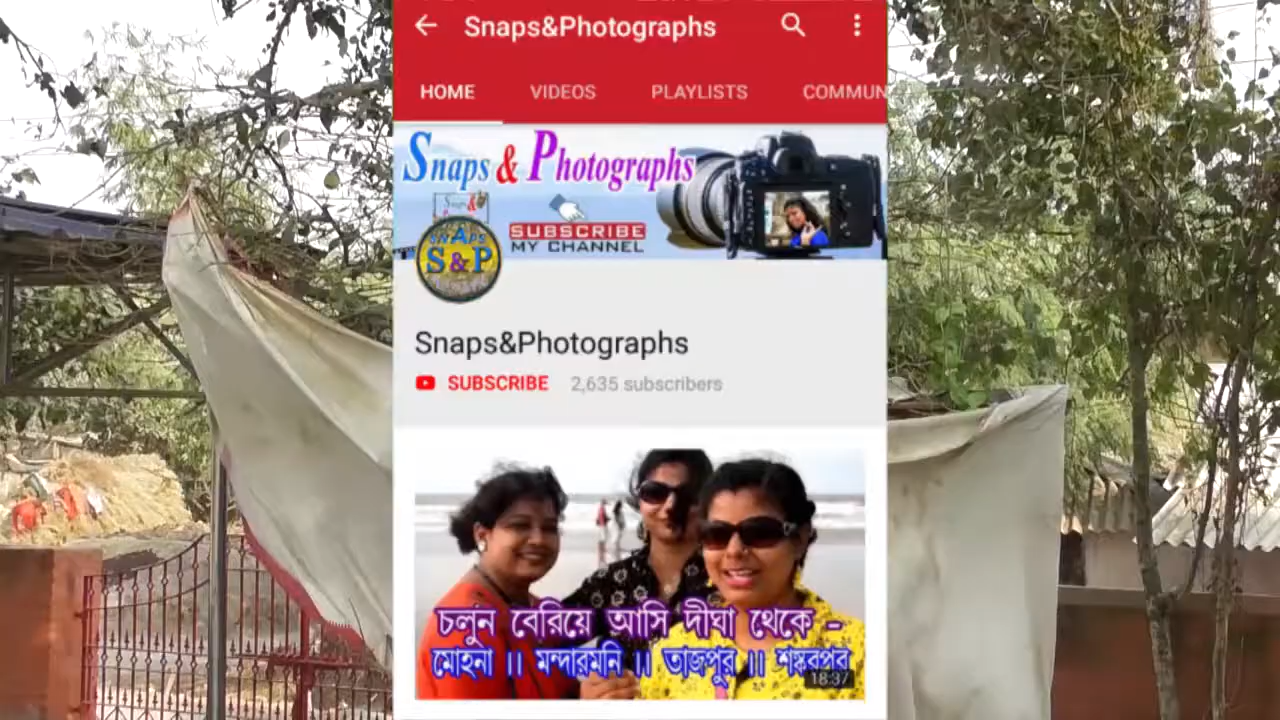 Snaps&Photographs
HOME VIDEOS PLAYLISTS COMMUN
Snaps & Photographs
SUBSCRIBE
MY CHANNEL
SNAPS
S&P
Snaps&Photographs
SUBSCRIBE 2,635 subscribers
চলুন বেরিয়ে আসি দীঘা থেকে -
মোহনা || মন্দারমনি || তাজপুর || শঙ্করপুর
18:37